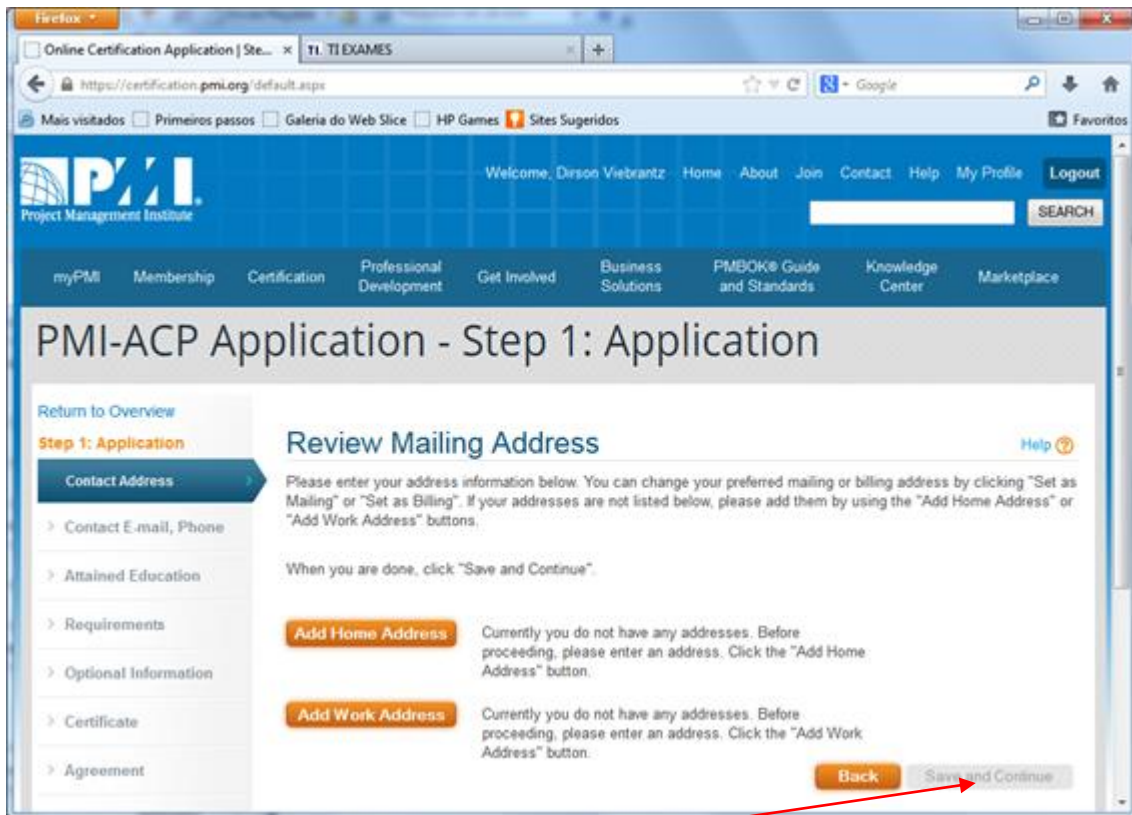 Firefox
Online Certification Application | Ste... × TI. TI EXAMES × +
https://certification.pmi.org/default.aspx Google
Mais visitados Primeiros passos Galeria do Web Slice HP Games Sites Sugeridos Favoritos
PMI.
Project Management Institute
Welcome, Dirson Viebrantz Home About Join Contact Help My Profile Logout
SEARCH
myPMI Membership Certification Professional Development Get Involved Business Solutions PMBOK® Guide and Standards Knowledge Center Marketplace
PMI-ACP Application - Step 1: Application
Return to Overview
Step 1: Application
Contact Address
> Contact E-mail, Phone
> Attained Education
> Requirements
> Optional Information
> Certificate
> Agreement
Review Mailing Address
Help ?
Please enter your address information below. You can change your preferred mailing or billing address by clicking "Set as
Mailing" or "Set as Billing". If your addresses are not listed below, please add them by using the "Add Home Address" or
"Add Work Address" buttons.
When you are done, click "Save and Continue".
Add Home Address
Currently you do not have any addresses. Before
proceeding, please enter an address. Click the "Add Home
Address" button.
Add Work Address
Currently you do not have any addresses. Before
proceeding, please enter an address. Click the "Add Work
Address" button.
Back Save and Continue